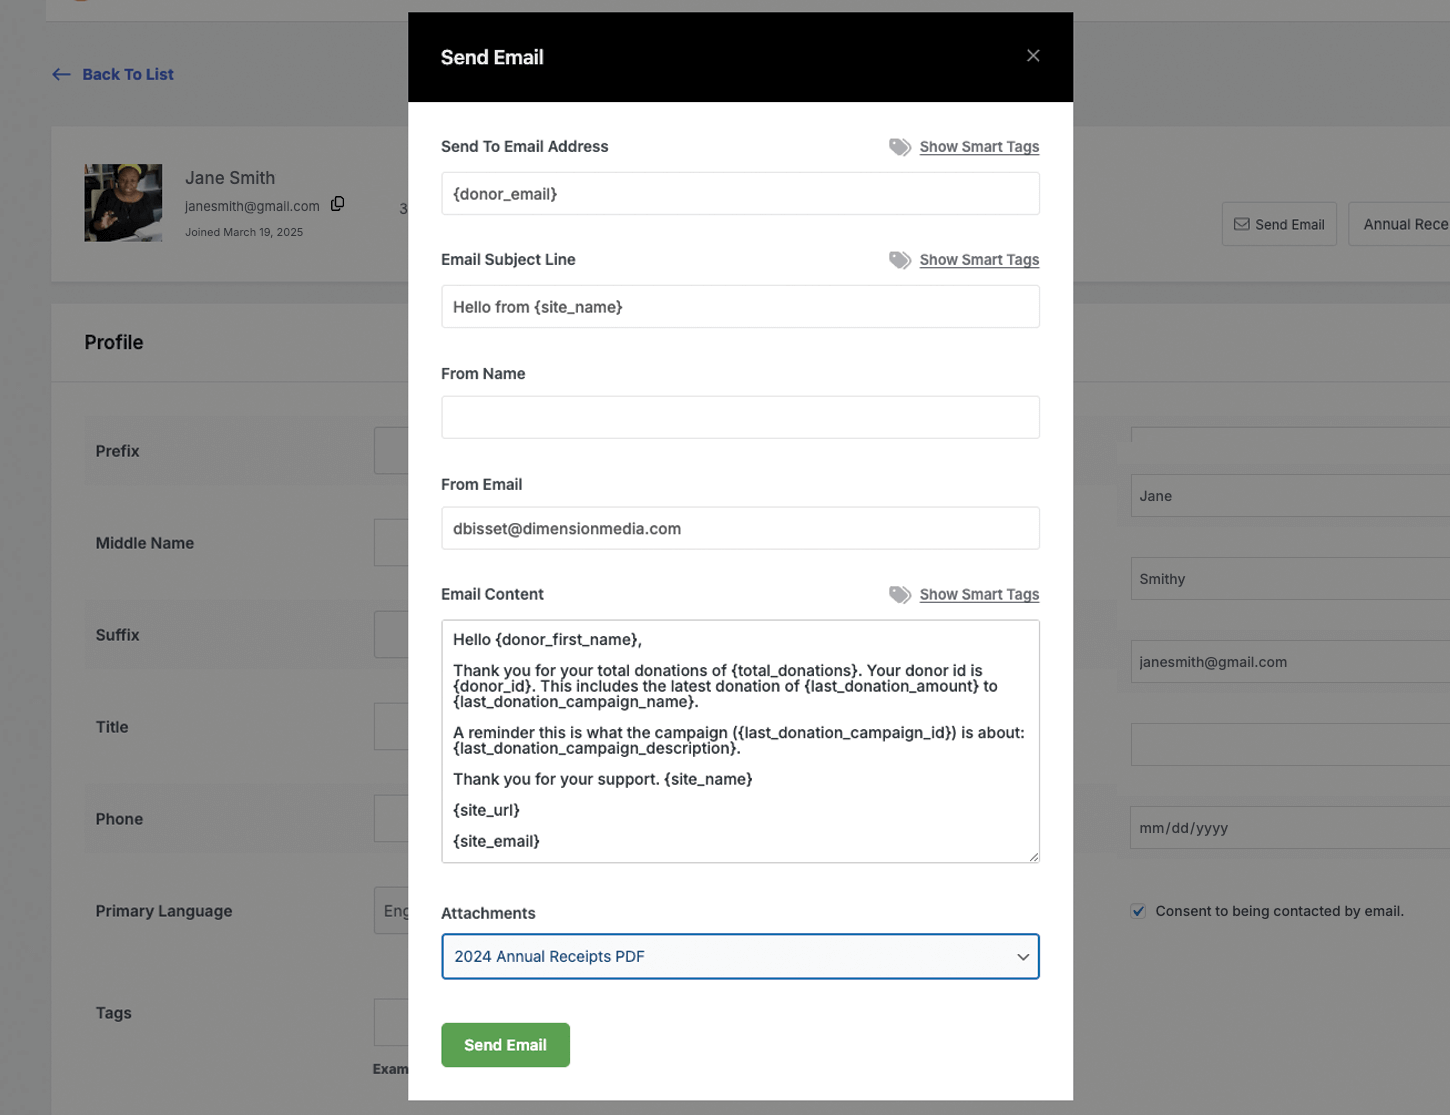 Send Email
Back To List
Send To Email Address
Show Smart Tags
{donor_email}
Jane Smith
janesmith@gmail.com
3
Joined March 19, 2025
Send Email
Annual Rece
Email Subject Line
Show Smart Tags
Hello from {site_name}
Profile
From Name
Prefix
From Email
Jane
dbisset@dimensionmedia.com
Middle Name
Smithy
Email Content
Show Smart Tags
Hello {donor_first_name},
Thank you for your total donations of {total_donations}. Your donor id is
{donor_id}. This includes the latest donation of {last_donation_amount} to
{last_donation_campaign_name}.
A reminder this is what the campaign ({last_donation_campaign_id}) is about:
{last_donation_campaign_description}.
Thank you for your support. {site_name}
{site_url}
{site_email}
Suffix
janesmith@gmail.com
Title
Phone
mm/dd/yyyy
Primary Language
Eng
Consent to being contacted by email.
Attachments
2024 Annual Receipts PDF
Tags
Send Email
Exam